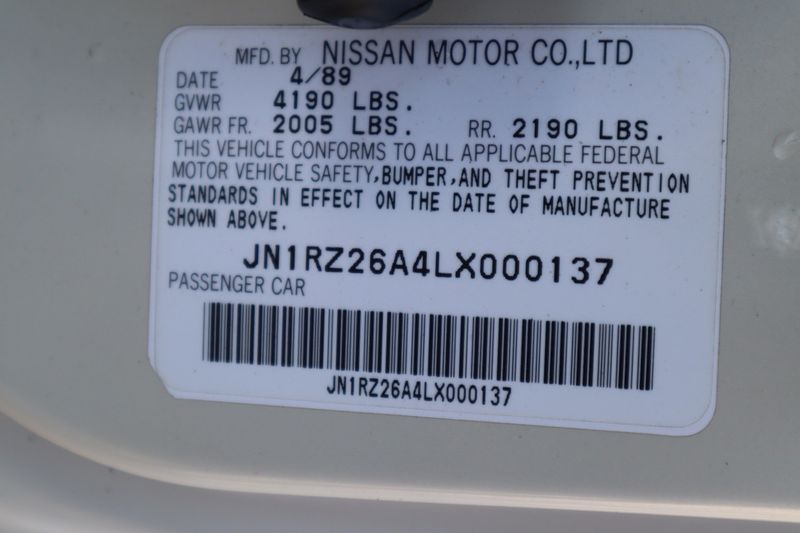 MFD. BY NISSAN MOTOR CO.,LTD
DATE 4/89
GVWR 4190 LBS.
GAWR FR. 2005 LBS. RR. 2190 LBS.
THIS VEHICLE CONFORMS TO ALL APPLICABLE FEDERAL
MOTOR VEHICLE SAFETY,BUMPER,AND THEFT PREVENTION
STANDARDS IN EFFECT ON THE DATE OF MANUFACTURE
SHOWN ABOVE.
JN1RZ26A4LX000137
PASSENGER CAR
JN1RZ26A4LX000137